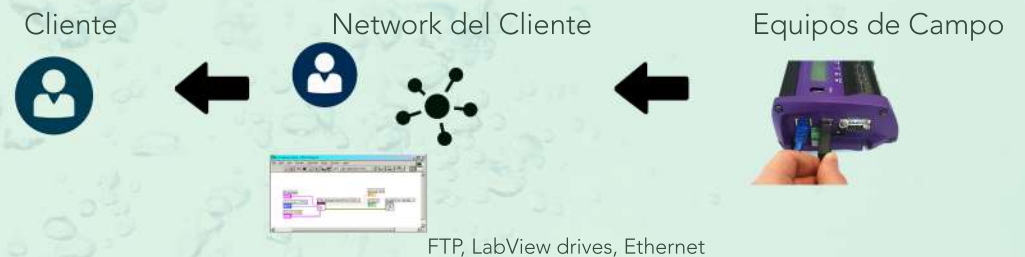 Cliente
Network del Cliente
Equipos de Campo
FTP, LabView drives, Ethernet